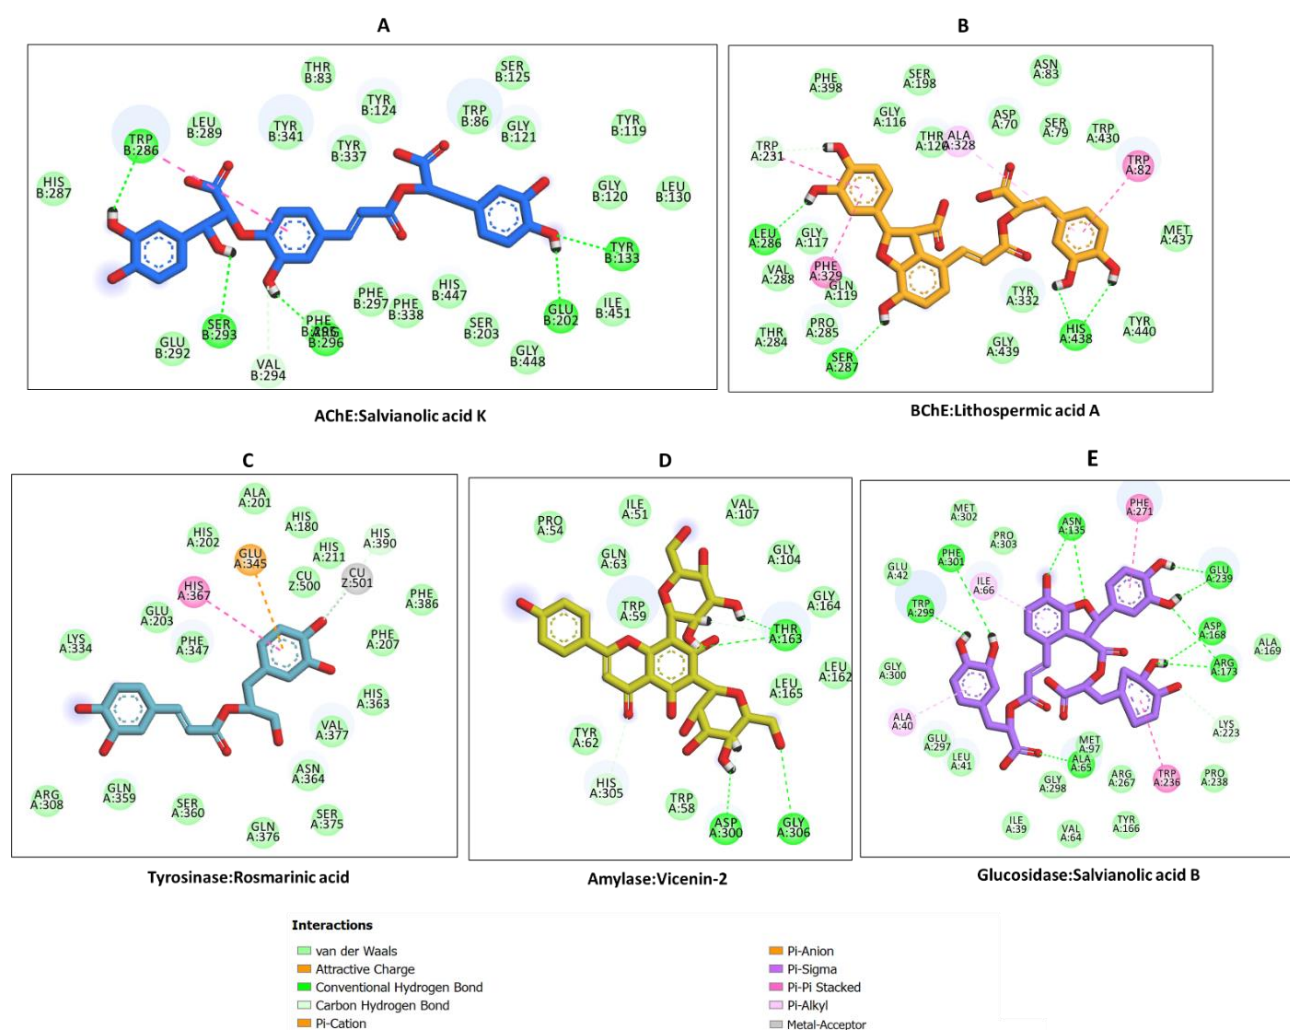 A
B
THR
B:83
SER
B:125
TYR
B:124
TRP
B:86
LEU
B:289
TYR
B:341
GLY
B:121
TYR
B:119
TRP
B:286
TYR
B:337
HIS
B:287
GLY
B:120
LEU
B:130
TYR
B:133
HIS
B:447
PHE
B:297
PHE
B:338
ILE
B:451
GLU
B:202
SER
B:293
PHE
ARG
B:296
SER
B:203
GLU
B:292
GLY
B:448
VAL
B:294
AChE:Salvianolic acid K
PHE
A:398
SER
A:198
ASN
A:83
GLY
A:116
ASP
A:70
SER
A:79
TRP
A:430
THR
A:120
ALA
A:328
TRP
A:231
TRP
A:82
LEU
A:286
GLY
A:117
MET
A:437
VAL
A:288
PHE
A:329
GLN
A:119
TYR
A:332
THR
A:284
PRO
A:285
HIS
A:438
TYR
A:440
GLY
A:439
SER
A:287
BChE:Lithospermic acid A
C
D
E
ALA
A:201
HIS
A:180
HIS
A:202
GLU
A:345
HIS
A:211
HIS
A:390
CU
Z:500
CU
Z:501
HIS
A:367
PHE
A:386
GLU
A:203
LYS
A:334
PHE
A:347
PHE
A:207
HIS
A:363
VAL
A:377
ASN
A:364
ARG
A:308
GLN
A:359
SER
A:360
SER
A:375
GLN
A:376
Tyrosinase:Rosmarinic acid
ILE
A:51
VAL
A:107
PRO
A:54
GLN
A:63
GLY
A:104
TRP
A:59
GLY
A:164
THR
A:163
LEU
A:165
LEU
A:162
TYR
A:62
HIS
A:305
TRP
A:58
ASP
A:300
GLY
A:306
Amylase:Vicenin-2
PHE
A:271
MET
A:302
ASN
A:135
PRO
A:303
PHE
A:301
GLU
A:42
ILE
A:66
GLU
A:239
TRP
A:299
ASP
A:168
ALA
A:169
ARG
A:173
GLY
A:300
ALA
A:40
LYS
A:223
GLU
A:297
LEU
A:41
MET
A:97
ALA
A:65
GLY
A:298
ARG
A:267
TRP
A:236
PRO
A:238
ILE
A:39
VAL
A:64
TYR
A:166
Glucosidase:Salvianolic acid B
Interactions
van der Waals
Attractive Charge
Conventional Hydrogen Bond
Carbon Hydrogen Bond
Pi-Cation
Pi-Anion
Pi-Sigma
Pi-Pi Stacked
Pi-Alkyl
Metal-Acceptor